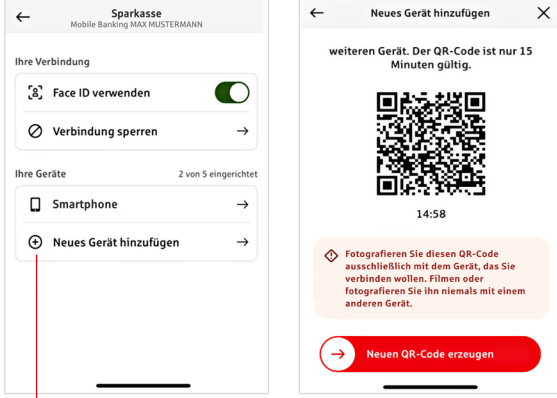 Sparkasse
Mobile Banking MAX MUSTERMANN
Ihre Verbindung
Face ID verwenden
Verbindung sperren
Ihre Geräte 2 von 5 eingerichtet
Smartphone
Neues Gerät hinzufügen
Neues Gerät hinzufügen
weiteren Gerät. Der QR-Code ist nur 15
Minuten gültig.
14:58
Fotografieren Sie diesen QR-Code
ausschließlich mit dem Gerät, das Sie
verbinden wollen. Filmen oder
fotografieren Sie ihn niemals mit einem
anderen Gerät.
Neuen QR-Code erzeugen